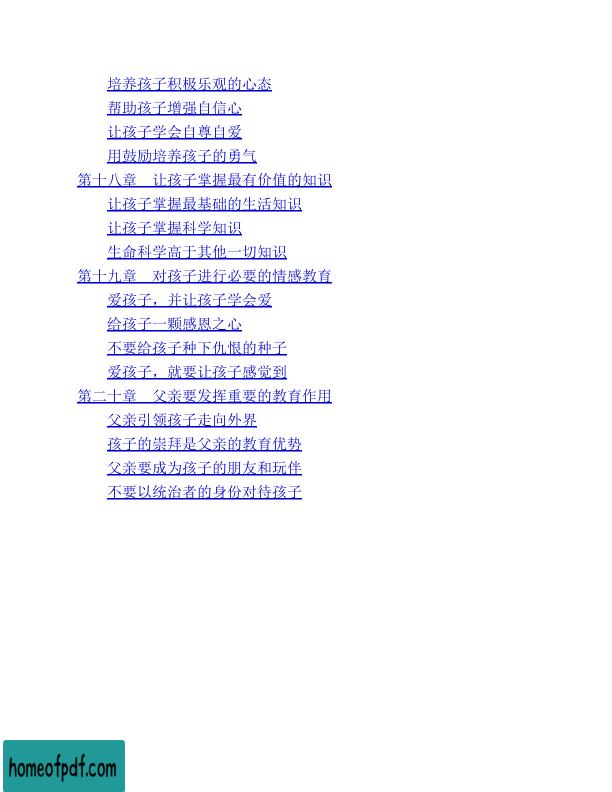 培养孩子积极乐观的心态
帮助孩子增强自信心
让孩子学会自尊自爱
用鼓励培养孩子的勇气
第十八章　让孩子掌握最有价值的知识
让孩子掌握最基础的生活知识
让孩子掌握科学知识
生命科学高于其他一切知识
第十九章　对孩子进行必要的情感教育
爱孩子，并让孩子学会爱
给孩子一颗感恩之心
不要给孩子种下仇恨的种子
爱孩子，就要让孩子感觉到
第二十章　父亲要发挥重要的教育作用
父亲引领孩子走向外界
孩子的崇拜是父亲的教育优势
父亲要成为孩子的朋友和玩伴
不要以统治者的身份对待孩子
homeofpdf.com